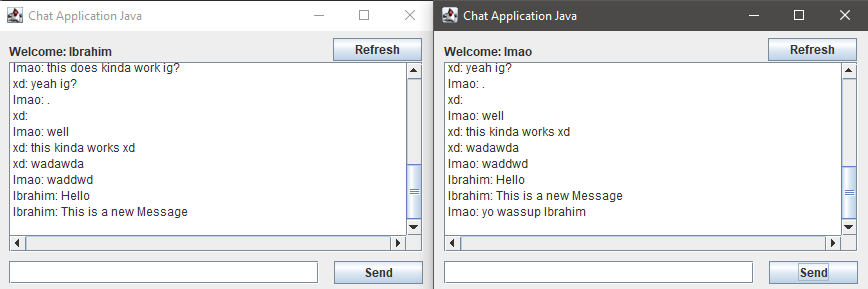 Chat Application Java
Welcome: Ibrahim
Refresh
lmao: this does kinda work ig?
xd: yeah ig?
lmao: .
xd:
lmao: well
xd: this kinda works xd
xd: wadawda
lmao: waddwd
Ibrahim: Hello
Ibrahim: This is a new Message
Send
Chat Application Java
Welcome: lmao
Refresh
xd: yeah ig?
lmao: .
xd:
lmao: well
xd: this kinda works xd
xd: wadawda
lmao: waddwd
Ibrahim: Hello
Ibrahim: This is a new Message
lmao: yo wassup Ibrahim
Send